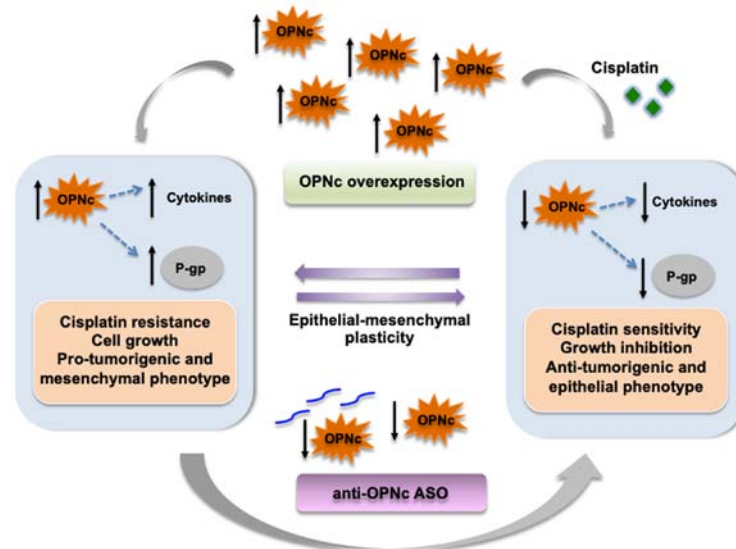 OPNc
OPNc
OPNc
OPNc
OPNc
Cisplatin
OPNc overexpression
OPNc
Cytokines
P-gp
Cisplatin resistance
Cell growth
Pro-tumorigenic and
mesenchymal phenotype
Epithelial-mesenchymal
plasticity
OPNc
Cytokines
P-gp
Cisplatin sensitivity
Growth inhibition
Anti-tumorigenic and
epithelial phenotype
OPNc
OPNc
anti-OPNc ASO